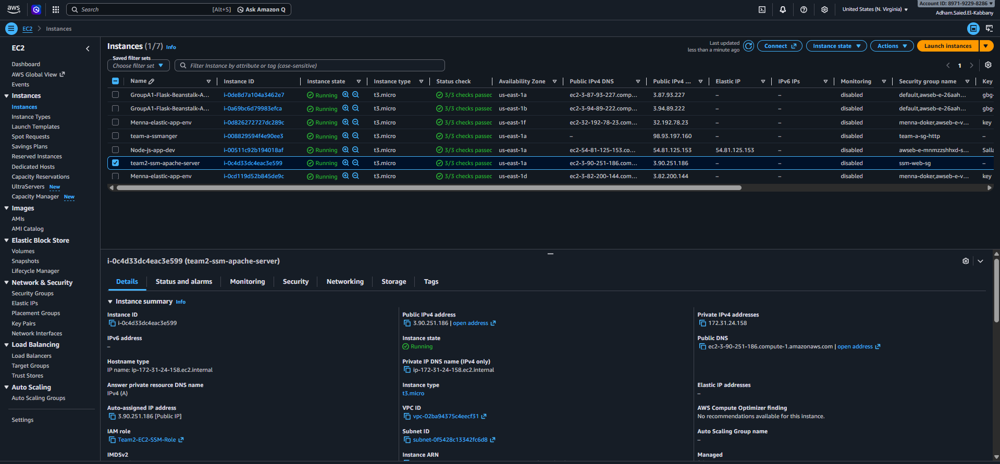 aws
Search [Alt+S] Ask Amazon Q
United States (N. Virginia)
Account ID: 8971-9229-8286
Adham.Saied.El-Kabbany
EC2 Instances
EC2
Dashboard
AWS Global View
Events
Instances
Instances
Instance Types
Launch Templates
Spot Requests
Savings Plans
Reserved Instances
Dedicated Hosts
Capacity Reservations
UltraServers New
Capacity Manager New
Images
AMIs
AMI Catalog
Elastic Block Store
Volumes
Snapshots
Lifecycle Manager
Network & Security
Security Groups
Elastic IPs
Placement Groups
Key Pairs
Network Interfaces
Load Balancing
Load Balancers
Target Groups
Trust Stores
Auto Scaling
Auto Scaling Groups
Settings
Instances (1/7) Info
Last updated
less than a minute ago
Connect
Instance state
Actions
Launch instances
Saved filter sets
Choose filter set
Filter Instance by attribute or tag (case-sensitive)
1
Name Instance ID Instance state Instance type Status check Availability Zone Public IPv4 DNS Public IPv4 ... Elastic IP IPv6 IPs Monitoring Security group name Key
GroupA1-Flask-Beanstalk-A... i-0de8d7a104a3462e7 Running t3.micro 3/3 checks passed us-east-1a ec2-3-87-93-227.comp... 3.87.93.227 – – disabled default,awseb-e-26aah... gbg-
GroupA1-Flask-Beanstalk-A... i-0a69bc6d79983efca Running t3.micro 3/3 checks passed us-east-1b ec2-3-94-89-222.comp... 3.94.89.222 – – disabled default,awseb-e-26aah... gbg-
Menna-elastic-app-env i-0d826272727dc289c Running t3.micro 3/3 checks passed us-east-1f ec2-32-192-78-23.com... 32.192.78.23 – – disabled menna-doker,awseb-e-v... key
team-a-ssmanger i-008829594f4e90ee3 Running t3.micro 3/3 checks passed us-east-1a – 98.93.197.160 – – disabled team-a-sg-http –
Node-js-app-dev i-00511c92b194018af Running t3.micro 3/3 checks passed us-east-1a ec2-54-81-125-153.co... 54.81.125.153 54.81.125.153 – disabled awseb-e-mnmzzshhxd-s... Salla
team2-ssm-apache-server i-0c4d33dc4eac3e599 Running t3.micro 3/3 checks passed us-east-1a ec2-3-90-251-186.com... 3.90.251.186 – – disabled ssm-web-sg –
Menna-elastic-app-env i-0cd119d52b845de9c Running t3.micro 3/3 checks passed us-east-1d ec2-3-82-200-144.com... 3.82.200.144 – – disabled menna-doker,awseb-e-v... key
i-0c4d33dc4eac3e599 (team2-ssm-apache-server)
Details Status and alarms Monitoring Security Networking Storage Tags
Instance summary Info
Instance ID
i-0c4d33dc4eac3e599
Public IPv4 address
3.90.251.186 | open address
Private IPv4 addresses
172.31.24.158
IPv6 address
–
Instance state
Running
Public DNS
ec2-3-90-251-186.compute-1.amazonaws.com | open address
Hostname type
IP name: ip-172-31-24-158.ec2.internal
Private IP DNS name (IPv4 only)
ip-172-31-24-158.ec2.internal
Answer private resource DNS name
IPv4 (A)
Instance type
t3.micro
Elastic IP addresses
–
Auto-assigned IP address
3.90.251.186 [Public IP]
VPC ID
vpc-02ba94375c4eecf31
AWS Compute Optimizer finding
No recommendations available for this instance.
IAM role
Team2-EC2-SSM-Role
Subnet ID
subnet-0f5428c13342fc6d8
Auto Scaling Group name
–
IMDSv2
Instance ARN
Managed